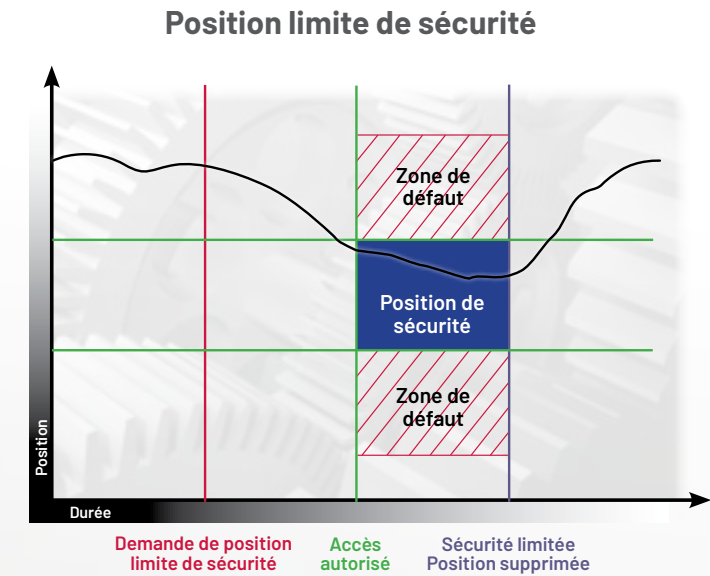 Position limite de sécurité
Zone de
défaut
Position de
sécurité
Zone de
défaut
Position
Durée
Demande de position
limite de sécurité
Accès
autorisé
Sécurité limitée
Position supprimée